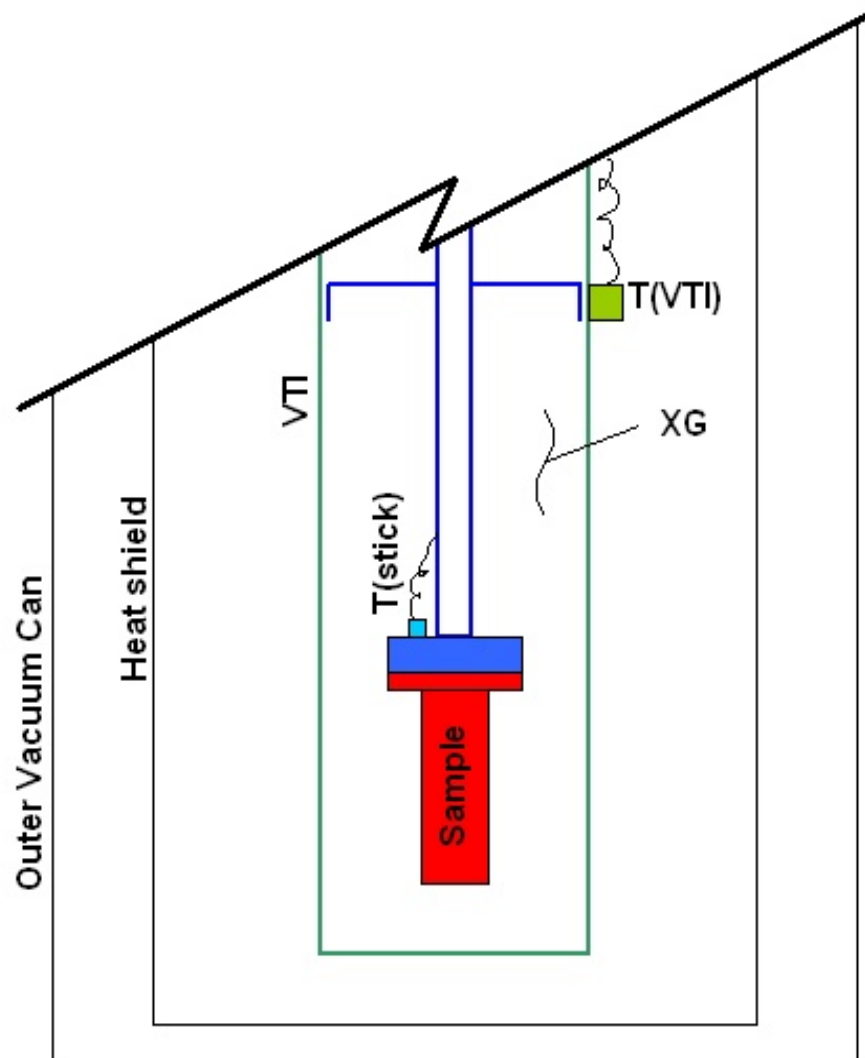 T(VTI)
VTI
XG
T(stick)
Heat shield
Outer Vacuum Can
Sample